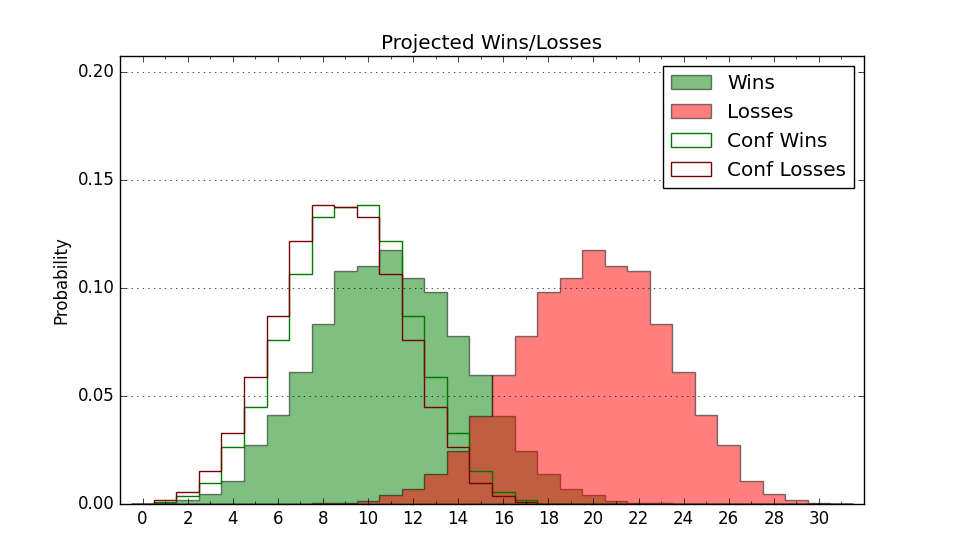 Projected Wins/Losses
0.20
0.15
0.10
0.05
0.00
Probability
Wins
Losses
Conf Wins
Conf Losses
0 2 4 6 8 10 12 14 16 18 20 22 24 26 28 30